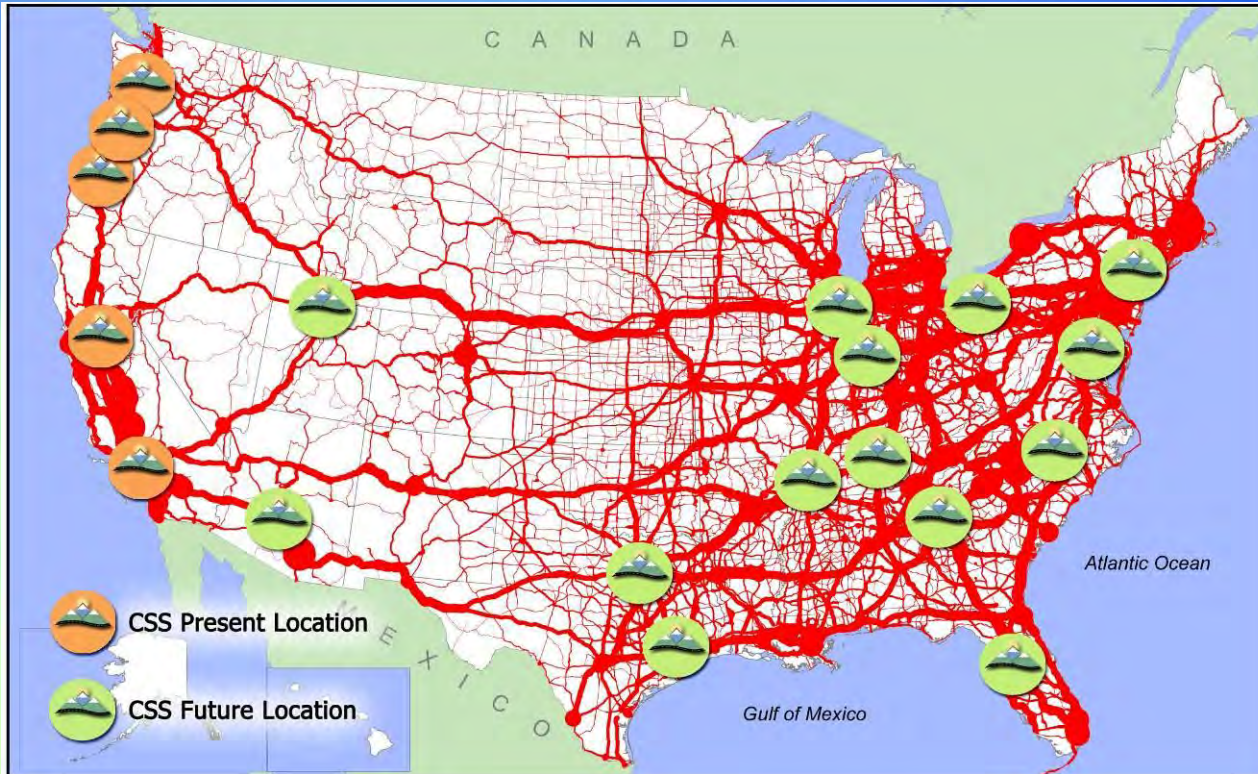 C A N A D A
Atlantic Ocean
CSS Present Location
M E X I C O
CSS Future Location
Gulf of Mexico